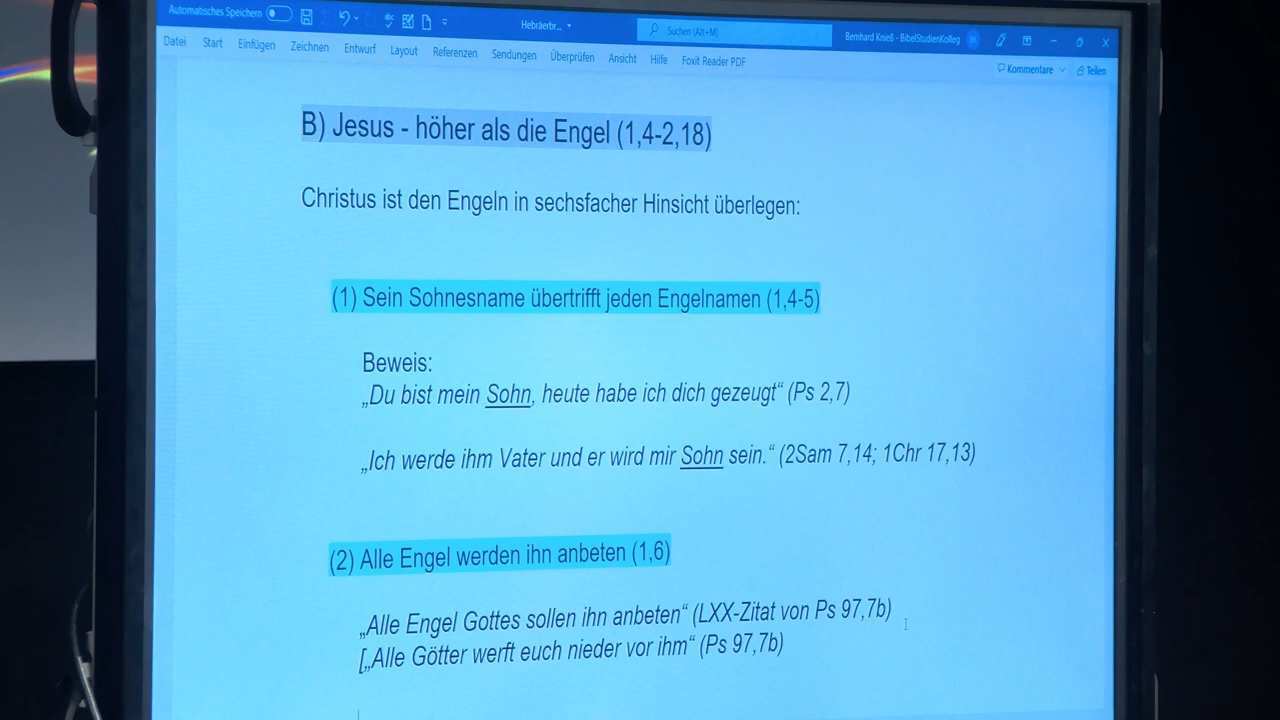 Automatisches Speichern
Hebräerbr...
Suchen (Alt+M)
Bernhard Knieß - BibelStudienKolleg
Datei Start Einfügen Zeichnen Entwurf Layout Referenzen Sendungen Überprüfen Ansicht Hilfe Foxit Reader PDF
Kommentare Teilen
B) Jesus - höher als die Engel (1,4-2,18)
Christus ist den Engeln in sechsfacher Hinsicht überlegen:
(1) Sein Sohnesname übertrifft jeden Engelnamen (1,4-5)
Beweis:
„Du bist mein Sohn, heute habe ich dich gezeugt“ (Ps 2,7)
„Ich werde ihm Vater und er wird mir Sohn sein.“ (2Sam 7,14; 1Chr 17,13)
(2) Alle Engel werden ihn anbeten (1,6)
„Alle Engel Gottes sollen ihn anbeten“ (LXX-Zitat von Ps 97,7b)
[„Alle Götter werft euch nieder vor ihm“ (Ps 97,7b)